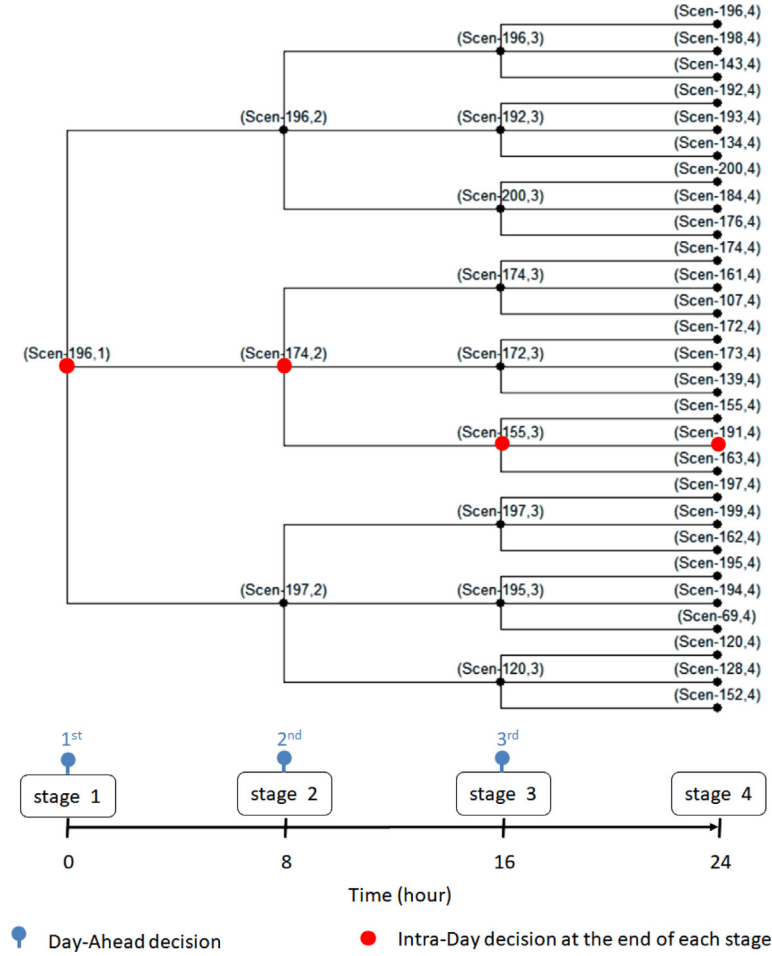 (Scen-196,4)
(Scen-196,3) (Scen-198,4)
(Scen-143,4)
(Scen-192,4)
(Scen-196,2) (Scen-192,3) (Scen-193,4)
(Scen-134,4)
(Scen-200,4)
(Scen-200,3) (Scen-184,4)
(Scen-176,4)
(Scen-174,4)
(Scen-174,3) (Scen-161,4)
(Scen-107,4)
(Scen-172,4)
(Scen-196,1) (Scen-174,2) (Scen-172,3) (Scen-173,4)
(Scen-139,4)
(Scen-155,4)
(Scen-155,3) (Scen-191,4)
(Scen-163,4)
(Scen-197,4)
(Scen-197,3) (Scen-199,4)
(Scen-162,4)
(Scen-195,4)
(Scen-197,2) (Scen-195,3) (Scen-194,4)
(Scen-69,4)
(Scen-120,4)
(Scen-120,3) (Scen-128,4)
(Scen-152,4)
1st 2nd 3rd
stage 1 stage 2 stage 3 stage 4
0 8 16 24
Time (hour)
Day-Ahead decision Intra-Day decision at the end of each stage